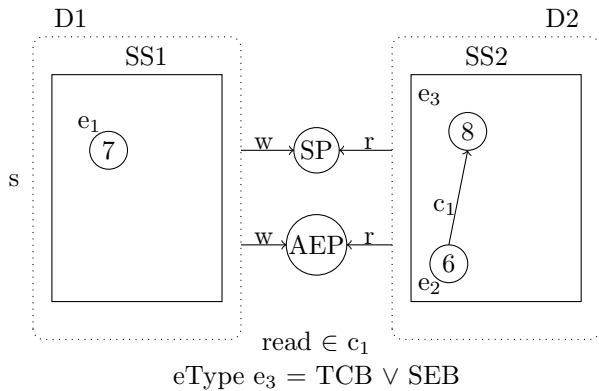 D1 D2
SS1 SS2
e₃
e₁ 7 w SP r 8
s
c₁
w AEP r
6
e₂
read ∈ c₁
eType e₃ = TCB ∨ SEB